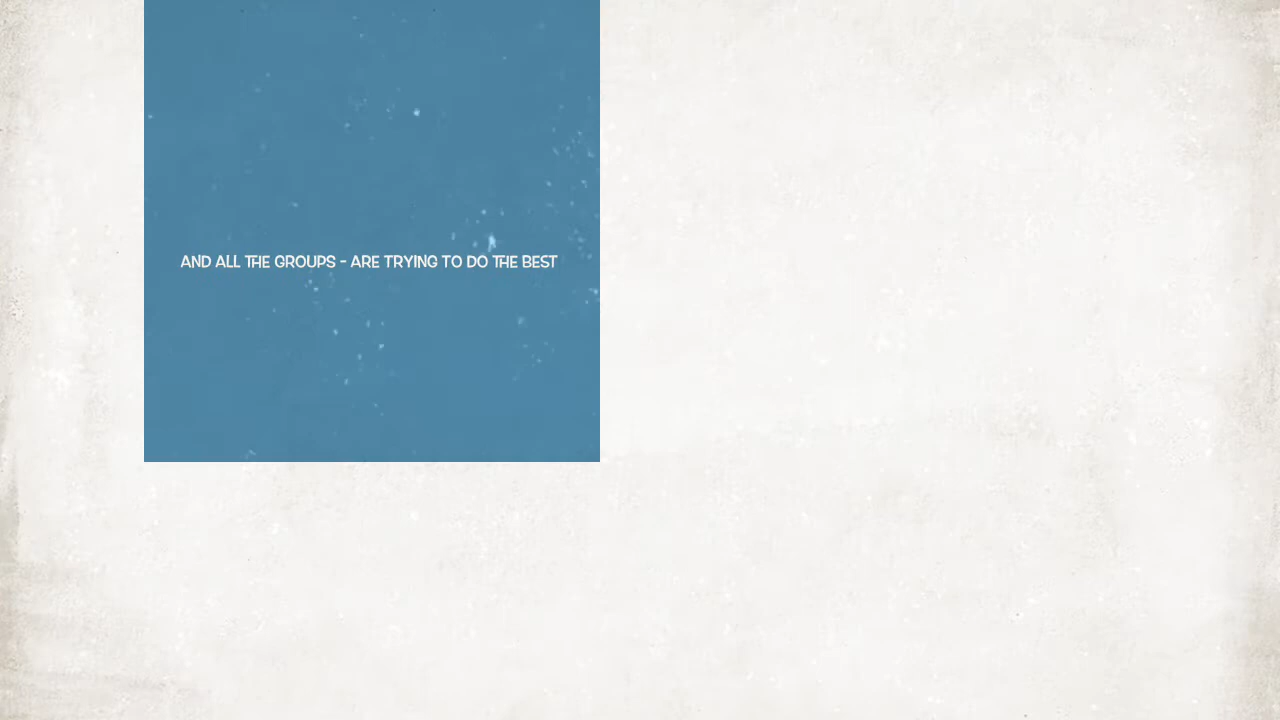 AND ALL THE GROUPS - ARE TRYING TO DO THE BEST